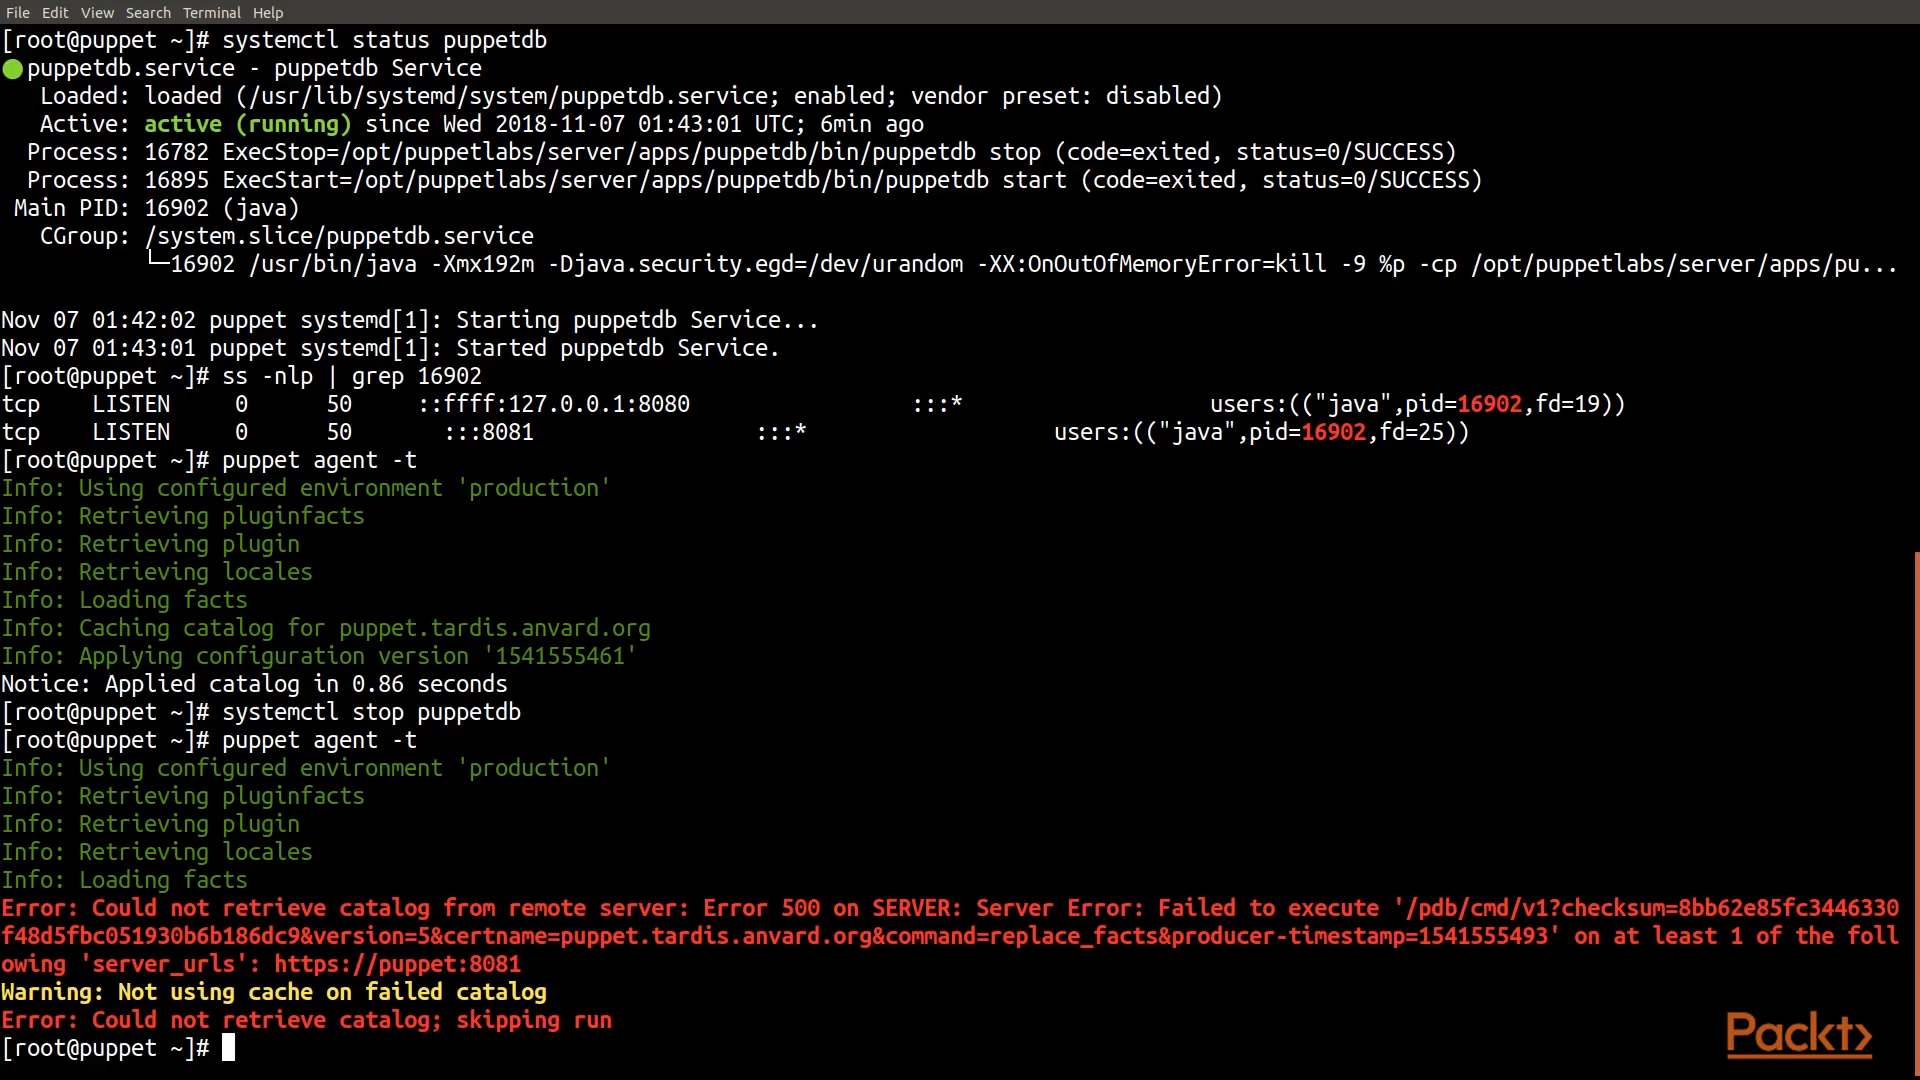 File Edit View Search Terminal Help
[root@puppet ~]# systemctl status puppetdb
puppetdb.service - puppetdb Service
Loaded: loaded (/usr/lib/systemd/system/puppetdb.service; enabled; vendor preset: disabled)
Active: active (running) since Wed 2018-11-07 01:43:01 UTC; 6min ago
Process: 16782 ExecStop=/opt/puppetlabs/server/apps/puppetdb/bin/puppetdb stop (code=exited, status=0/SUCCESS)
Process: 16895 ExecStart=/opt/puppetlabs/server/apps/puppetdb/bin/puppetdb start (code=exited, status=0/SUCCESS)
Main PID: 16902 (java)
CGroup: /system.slice/puppetdb.service
└─16902 /usr/bin/java -Xmx192m -Djava.security.egd=/dev/urandom -XX:OnOutOfMemoryError=kill -9 %p -cp /opt/puppetlabs/server/apps/pu...
Nov 07 01:42:02 puppet systemd[1]: Starting puppetdb Service...
Nov 07 01:43:01 puppet systemd[1]: Started puppetdb Service.
[root@puppet ~]# ss -nlp | grep 16902
tcp LISTEN 0 50 ::ffff:127.0.0.1:8080 :::* users:(("java",pid=16902,fd=19))
tcp LISTEN 0 50 :::8081 :::* users:(("java",pid=16902,fd=25))
[root@puppet ~]# puppet agent -t
Info: Using configured environment 'production'
Info: Retrieving pluginfacts
Info: Retrieving plugin
Info: Retrieving locales
Info: Loading facts
Info: Caching catalog for puppet.tardis.anvard.org
Info: Applying configuration version '1541555461'
Notice: Applied catalog in 0.86 seconds
[root@puppet ~]# systemctl stop puppetdb
[root@puppet ~]# puppet agent -t
Info: Using configured environment 'production'
Info: Retrieving pluginfacts
Info: Retrieving plugin
Info: Retrieving locales
Info: Loading facts
Error: Could not retrieve catalog from remote server: Error 500 on SERVER: Server Error: Failed to execute '/pdb/cmd/v1?checksum=8bb62e85fc3446330
f48d5fbc051930b6b186dc9&version=5&certname=puppet.tardis.anvard.org&command=replace_facts&producer-timestamp=1541555493' on at least 1 of the foll
owing 'server_urls': https://puppet:8081
Warning: Not using cache on failed catalog
Error: Could not retrieve catalog; skipping run
[root@puppet ~]#
Packt>